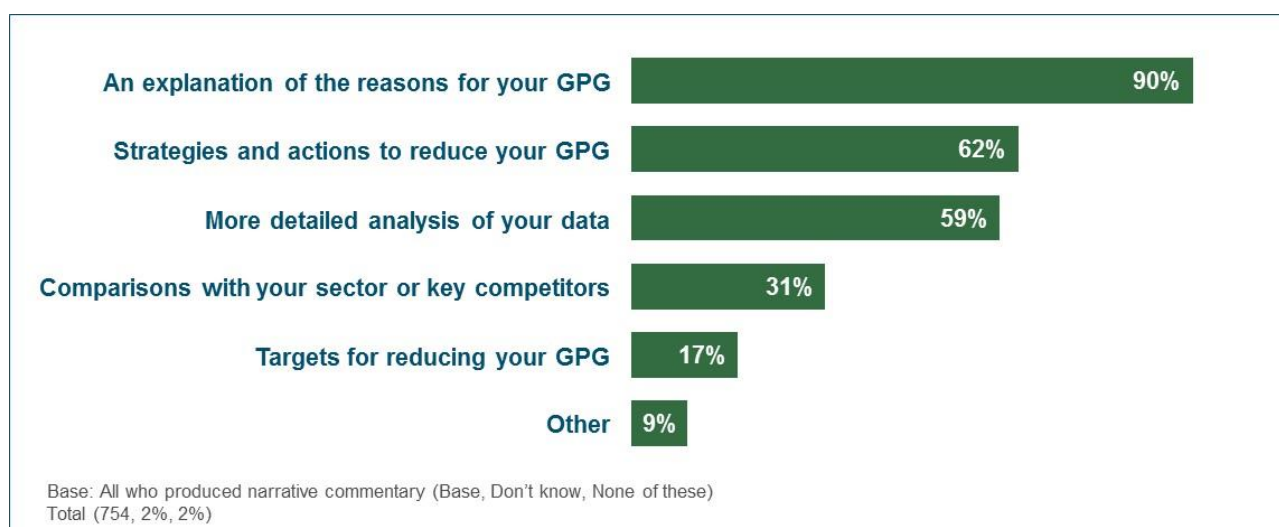 An explanation of the reasons for your GPG 90%
Strategies and actions to reduce your GPG 62%
More detailed analysis of your data 59%
Comparisons with your sector or key competitors 31%
Targets for reducing your GPG 17%
Other 9%
Base: All who produced narrative commentary (Base, Don’t know, None of these)
Total (754, 2%, 2%)